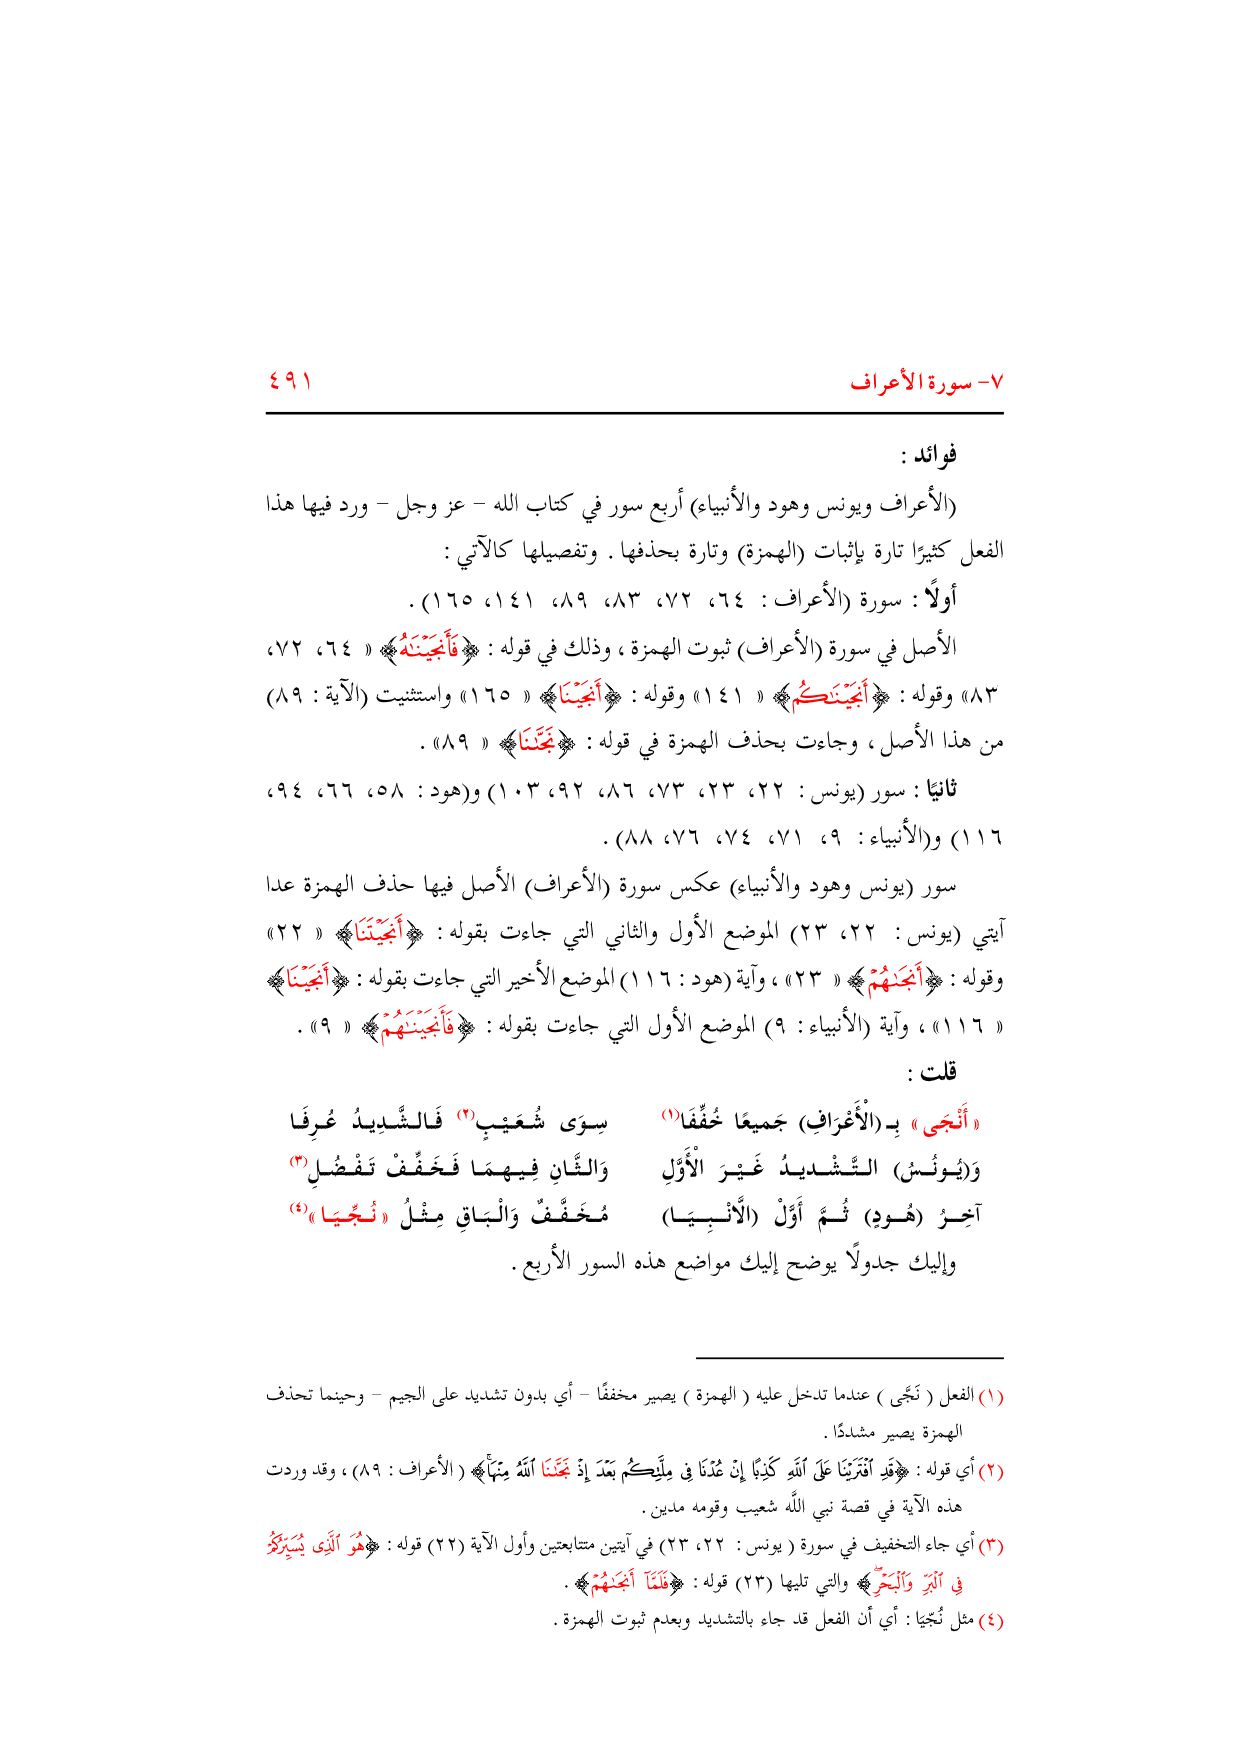 ٧- سورة الأعراف ٤٩١
فوائد :
(الأعراف ويونس وهود والأنبياء) أربع سور في كتاب الله - عز وجل - ورد فيها هذا
الفعل كثيرًا تارة بإثبات (الهمزة) وتارة بحذفها . وتفصيلها كالآتي :
أولًا : سورة (الأعراف : ٦٤، ٧٢، ٨٣، ٨٩، ١٤١، ١٦٥) .
الأصل في سورة (الأعراف) ثبوت الهمزة ، وذلك في قوله : ﴿فَأَنجَيْنَٰهُ﴾ « ٦٤، ٧٢،
٨٣» وقوله : ﴿أَنجَيْنَٰكُم﴾ « ١٤١» وقوله : ﴿أَنجَيْنَا﴾ « ١٦٥» واستثنيت (الآية : ٨٩)
من هذا الأصل ، وجاءت بحذف الهمزة في قوله : ﴿نَجَّىٰنَا﴾ « ٨٩» .
ثانيًا : سور (يونس : ٢٢، ٢٣، ٧٣، ٨٦، ٩٢، ١٠٣) و(هود : ٥٨، ٦٦، ٩٤،
١١٦) و(الأنبياء : ٩، ٧١، ٧٤، ٧٦، ٨٨) .
سور (يونس وهود والأنبياء) عكس سورة (الأعراف) الأصل فيها حذف الهمزة عدا
آيتي (يونس : ٢٢، ٢٣) الموضع الأول والثاني التي جاءت بقوله : ﴿أَنجَيْتَنَا﴾ « ٢٢»
وقوله : ﴿أَنجَىٰهُمْ﴾ « ٢٣» ، وآية (هود : ١١٦) الموضع الأخير التي جاءت بقوله : ﴿أَنجَيْنَا﴾
« ١١٦» ، وآية (الأنبياء : ٩) الموضع الأول التي جاءت بقوله : ﴿فَأَنجَيْنَٰهُمْ﴾ « ٩» .
قلت :
« أَنْجَى » بِـ (الْأَعْرَافِ) جَمِيعًا خُفِّفَا(١) سِوَى شُعَيْبٍ(٢) فَالشَّدِيدُ عُرِفَا
وَ(يُونُسُ) التَّشْدِيدُ غَيْرَ الْأَوَّلِ وَالثَّانِ فِيهِمَا فَخَفِّفْ تَفْضُلِ(٣)
آخِرُ (هُودٍ) ثُمَّ أَوَّلْ (الَانْبِيَا) مُخَفَّفٌ وَالْبَاقِ مِثْلُ « نُجِّيَا »(٤)
وإليك جدولًا يوضح إليك مواضع هذه السور الأربع .
(١) الفعل ( نَجَّى ) عندما تدخل عليه ( الهمزة ) يصير مخففًا - أي بدون تشديد على الجيم - وحينما تحذف
الهمزة يصير مشددًا .
(٢) أي قوله : ﴿قَدِ ٱفْتَرَيْنَا عَلَى ٱللَّهِ كَذِبًا إِنْ عُدْنَا فِى مِلَّتِكُم بَعْدَ إِذْ نَجَّىٰنَا ٱللَّهُ مِنْهَا ۚ﴾ ( الأعراف : ٨٩) ، وقد وردت
هذه الآية في قصة نبي اللَّه شعيب وقومه مدين .
(٣) أي جاء التخفيف في سورة ( يونس : ٢٢، ٢٣) في آيتين متتابعتين وأول الآية (٢٢) قوله : ﴿هُوَ ٱلَّذِى يُسَيِّرُكُمْ
فِى ٱلْبَرِّ وَٱلْبَحْرِ ۖ﴾ والتي تليها (٢٣) قوله : ﴿فَلَمَّآ أَنجَىٰهُمْ﴾ .
(٤) مثل نُجّيَا : أي أن الفعل قد جاء بالتشديد وبعدم ثبوت الهمزة .